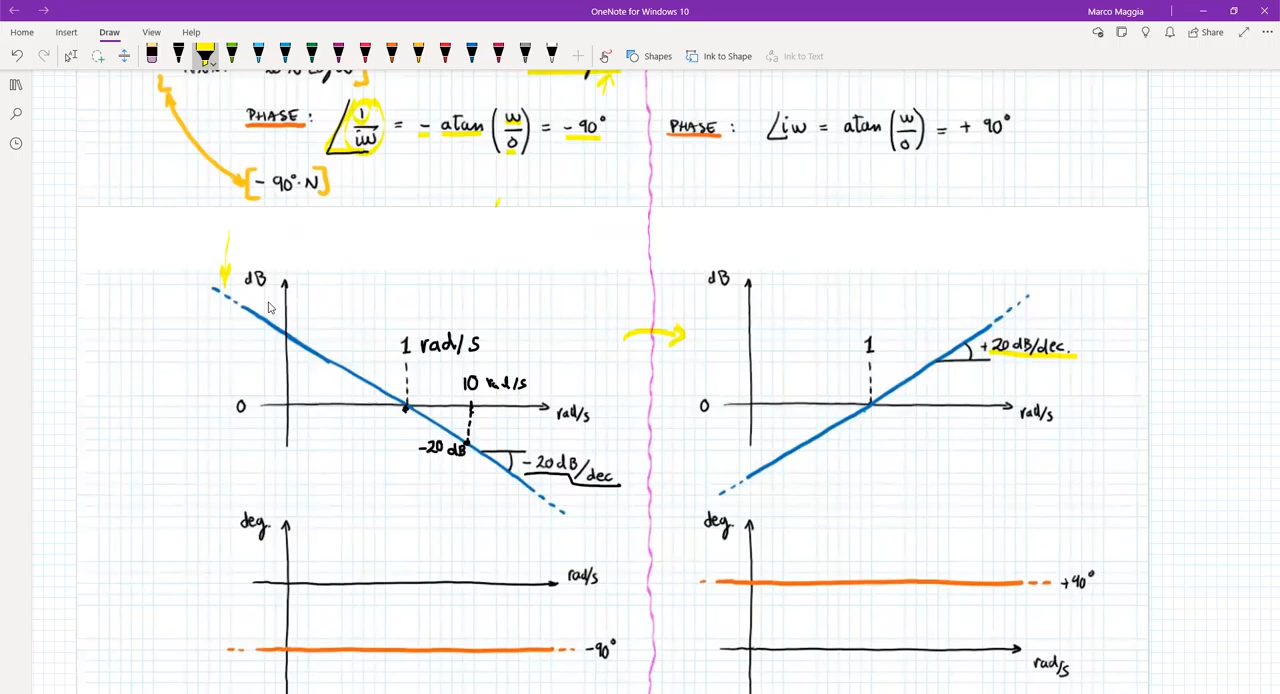 OneNote for Windows 10
Marco Maggia
Home Insert Draw View Help
Share
Shapes Ink to Shape Ink to Text
PHASE : ∠ 1/iω = - atan (ω/0) = - 90°
[- 90° · N]
PHASE : ∠iω = atan (ω/0) = + 90°
dB
1 rad/s
10 rad/s
0
rad/s
-20 dB
- 20 dB/dec
deg.
rad/s
-90°
dB
1
+ 20 dB/dec.
0
rad/s
deg.
+90°
rad/s